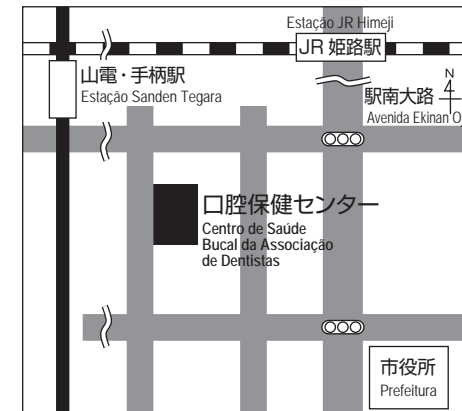 Estação JR Himeji
JR 姫路駅
山電・手柄駅
Estação Sanden Tegara
N
4
駅南大路
Avenida Ekinan Oj
口腔保健センター
Centro de Saúde
Bucal da Associação
de Dentistas
市役所
Prefeitura